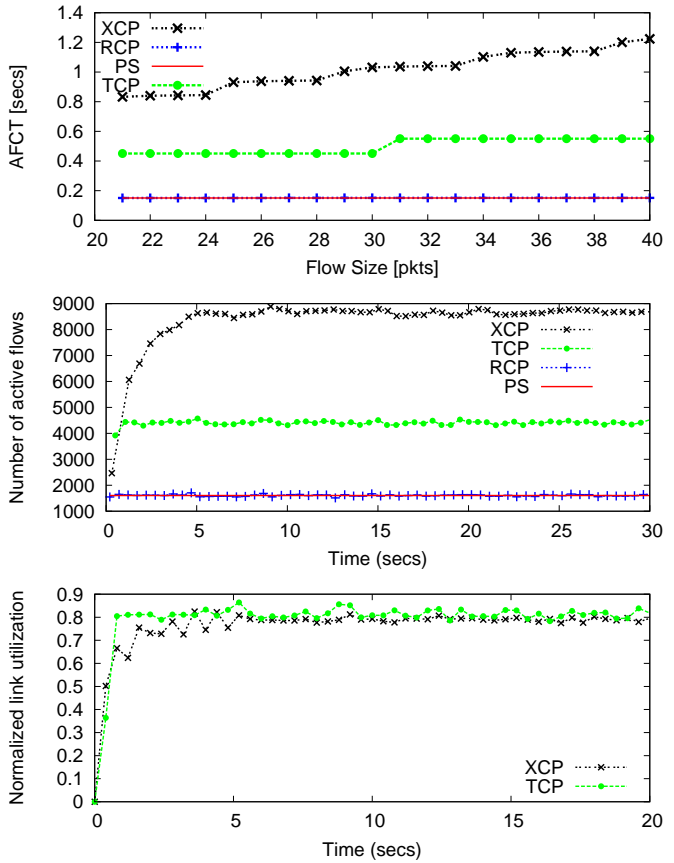 1.4
1.2
1
0.8
0.6
0.4
0.2
0
AFCT [secs]
XCP
RCP
PS
TCP
20 22 24 26 28 30 32 34 36 38 40
Flow Size [pkts]
9000
8000
7000
6000
5000
4000
3000
2000
1000
Number of active flows
XCP
TCP
RCP
PS
0 5 10 15 20 25 30
Time (secs)
0.9
0.8
0.7
0.6
0.5
0.4
0.3
0.2
0.1
0
Normalized link utilization
XCP
TCP
0 5 10 15 20
Time (secs)